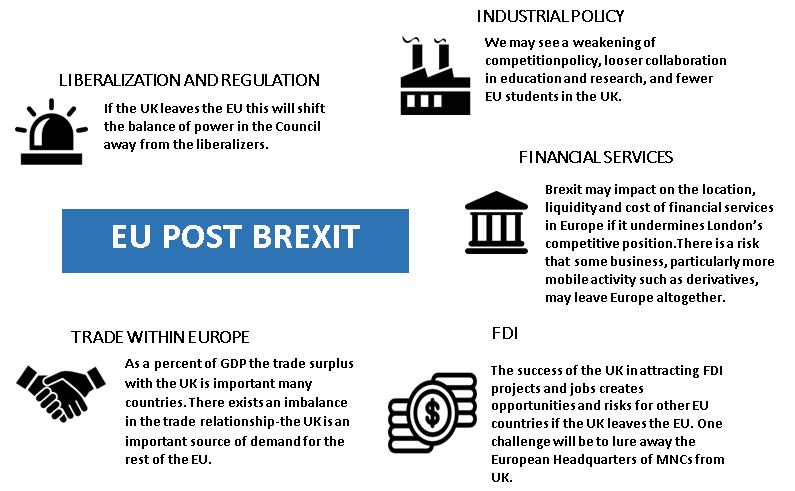 INDUSTRIAL POLICY
We may see a weakening of
competitionpolicy, looser collaboration
in education and research, and fewer
EU students in the UK.
LIBERALIZATION AND REGULATION
If the UK leaves the EU this will shift
the balance of power in the Council
away from the liberalizers.
FINANCIAL SERVICES
Brexit may impact on the location,
liquidity and cost of financial services
in Europe if it undermines London’s
competitive position.There is a risk
that some business, particularly more
mobile activity such as derivatives,
may leave Europe altogether.
EU POST BREXIT
TRADE WITHIN EUROPE
As a percent of GDP the trade surplus
with the UK is important many
countries. There exists an imbalance
in the trade relationship-the UK is an
important source of demand for the
rest of the EU.
FDI
The success of the UK in attracting FDI
projects and jobs creates
opportunities and risks for other EU
countries if the UK leaves the EU. One
challenge will be to lure away the
European Headquarters of MNCs from
UK.
$